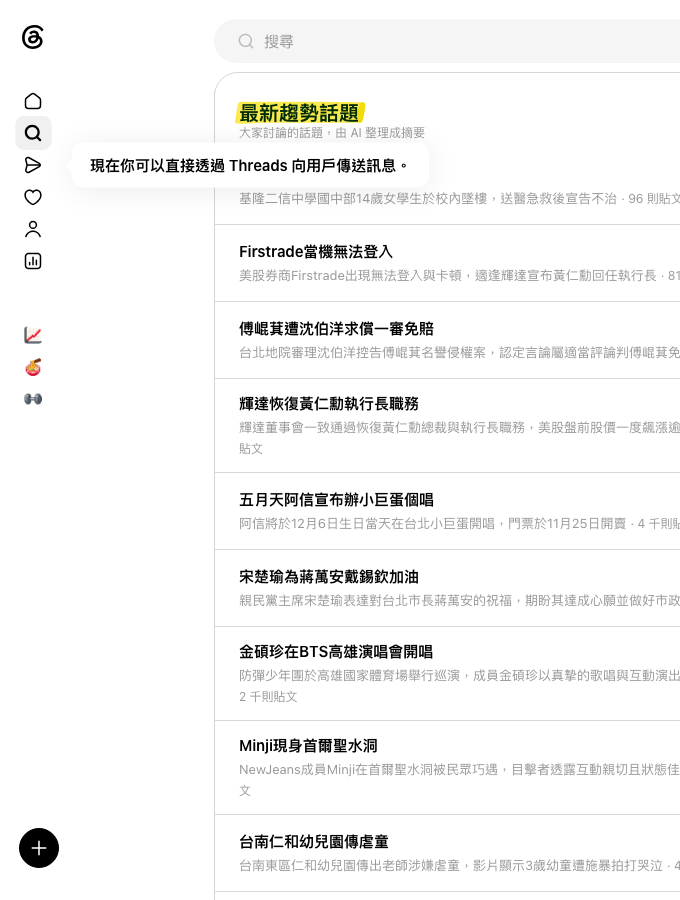 搜尋
最新趨勢話題
大家討論的話題，由 AI 整理成摘要
現在你可以直接透過 Threads 向用戶傳送訊息。
基隆二信中學國中部14歲女學生於校內墜樓，送醫急救後宣告不治 · 96 則貼文
Firstrade當機無法登入
美股券商Firstrade出現無法登入與卡頓，適逢輝達宣布黃仁勳回任執行長 · 81
傅崐萁遭沈伯洋求償一審免賠
台北地院審理沈伯洋控告傅崐萁名譽侵權案，認定言論屬適當評論判傅崐萁免
輝達恢復黃仁勳執行長職務
輝達董事會一致通過恢復黃仁勳總裁與執行長職務，美股盤前股價一度飆漲逾
貼文
五月天阿信宣布辦小巨蛋個唱
阿信將於12月6日生日當天在台北小巨蛋開唱，門票於11月25日開賣 · 4 千則貼
宋楚瑜為蔣萬安戴錫欽加油
親民黨主席宋楚瑜表達對台北市長蔣萬安的祝福，期盼其達成心願並做好市政
金碩珍在BTS高雄演唱會開唱
防彈少年團於高雄國家體育場舉行巡演，成員金碩珍以真摯的歌唱與互動演出
2 千則貼文
Minji現身首爾聖水洞
NewJeans成員Minji在首爾聖水洞被民眾巧遇，目擊者透露互動親切且狀態佳
文
台南仁和幼兒園傳虐童
台南東區仁和幼兒園傳出老師涉嫌虐童，影片顯示3歲幼童遭施暴拍打哭泣 · 4